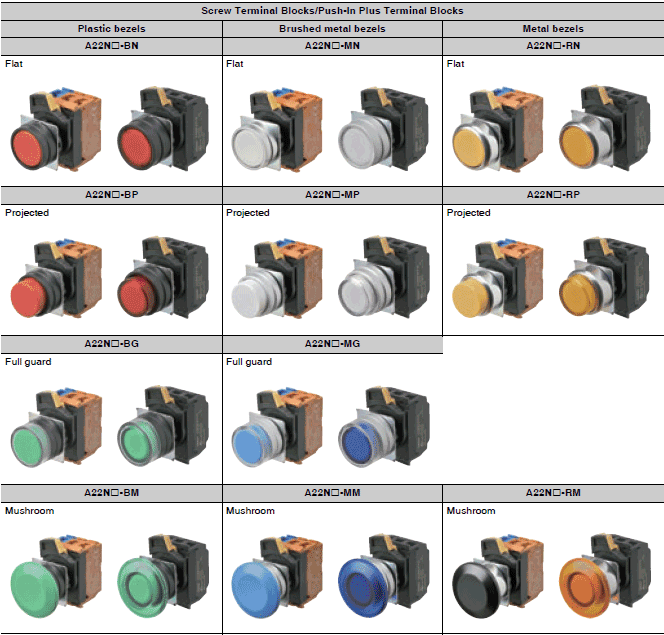 Screw Terminal Blocks/Push-In Plus Terminal Blocks
Plastic bezels Brushed metal bezels Metal bezels
A22N□-BN A22N□-MN A22N□-RN
Flat Flat Flat
A22N□-BP A22N□-MP A22N□-RP
Projected Projected Projected
A22N□-BG A22N□-MG
Full guard Full guard
A22N□-BM A22N□-MM A22N□-RM
Mushroom Mushroom Mushroom